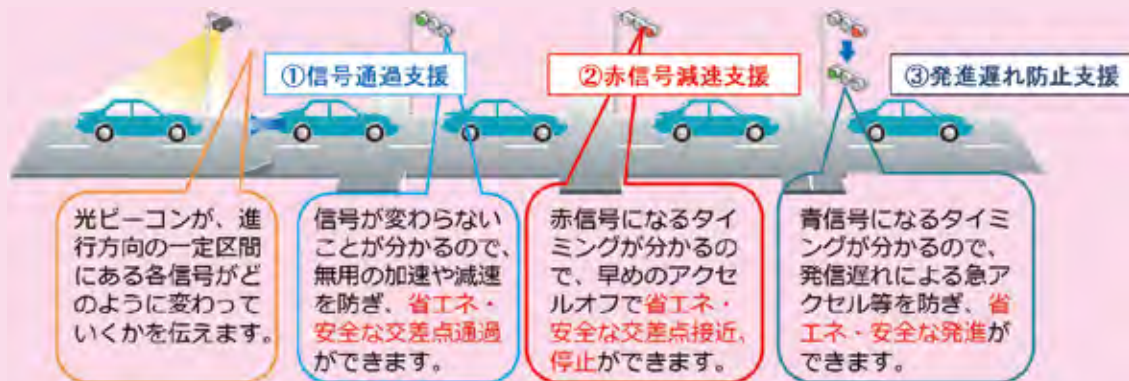 ①信号通過支援
②赤信号減速支援
③発進遅れ防止支援
光ビーコンが、進
行方向の一定区間
にある各信号がど
のように変わって
いくかを伝えます。
信号が変わらない
ことが分かるので、
無用の加速や減速
を防ぎ、省エネ・
安全な交差点通過
ができます。
赤信号になるタイ
ミングが分かるの
で、早めのアクセ
ルオフで省エネ・
安全な交差点接近、
停止ができます。
青信号になるタイミ
ングが分かるので、
発信遅れによる急ア
クセル等を防ぎ、省
エネ・安全な発進が
できます。